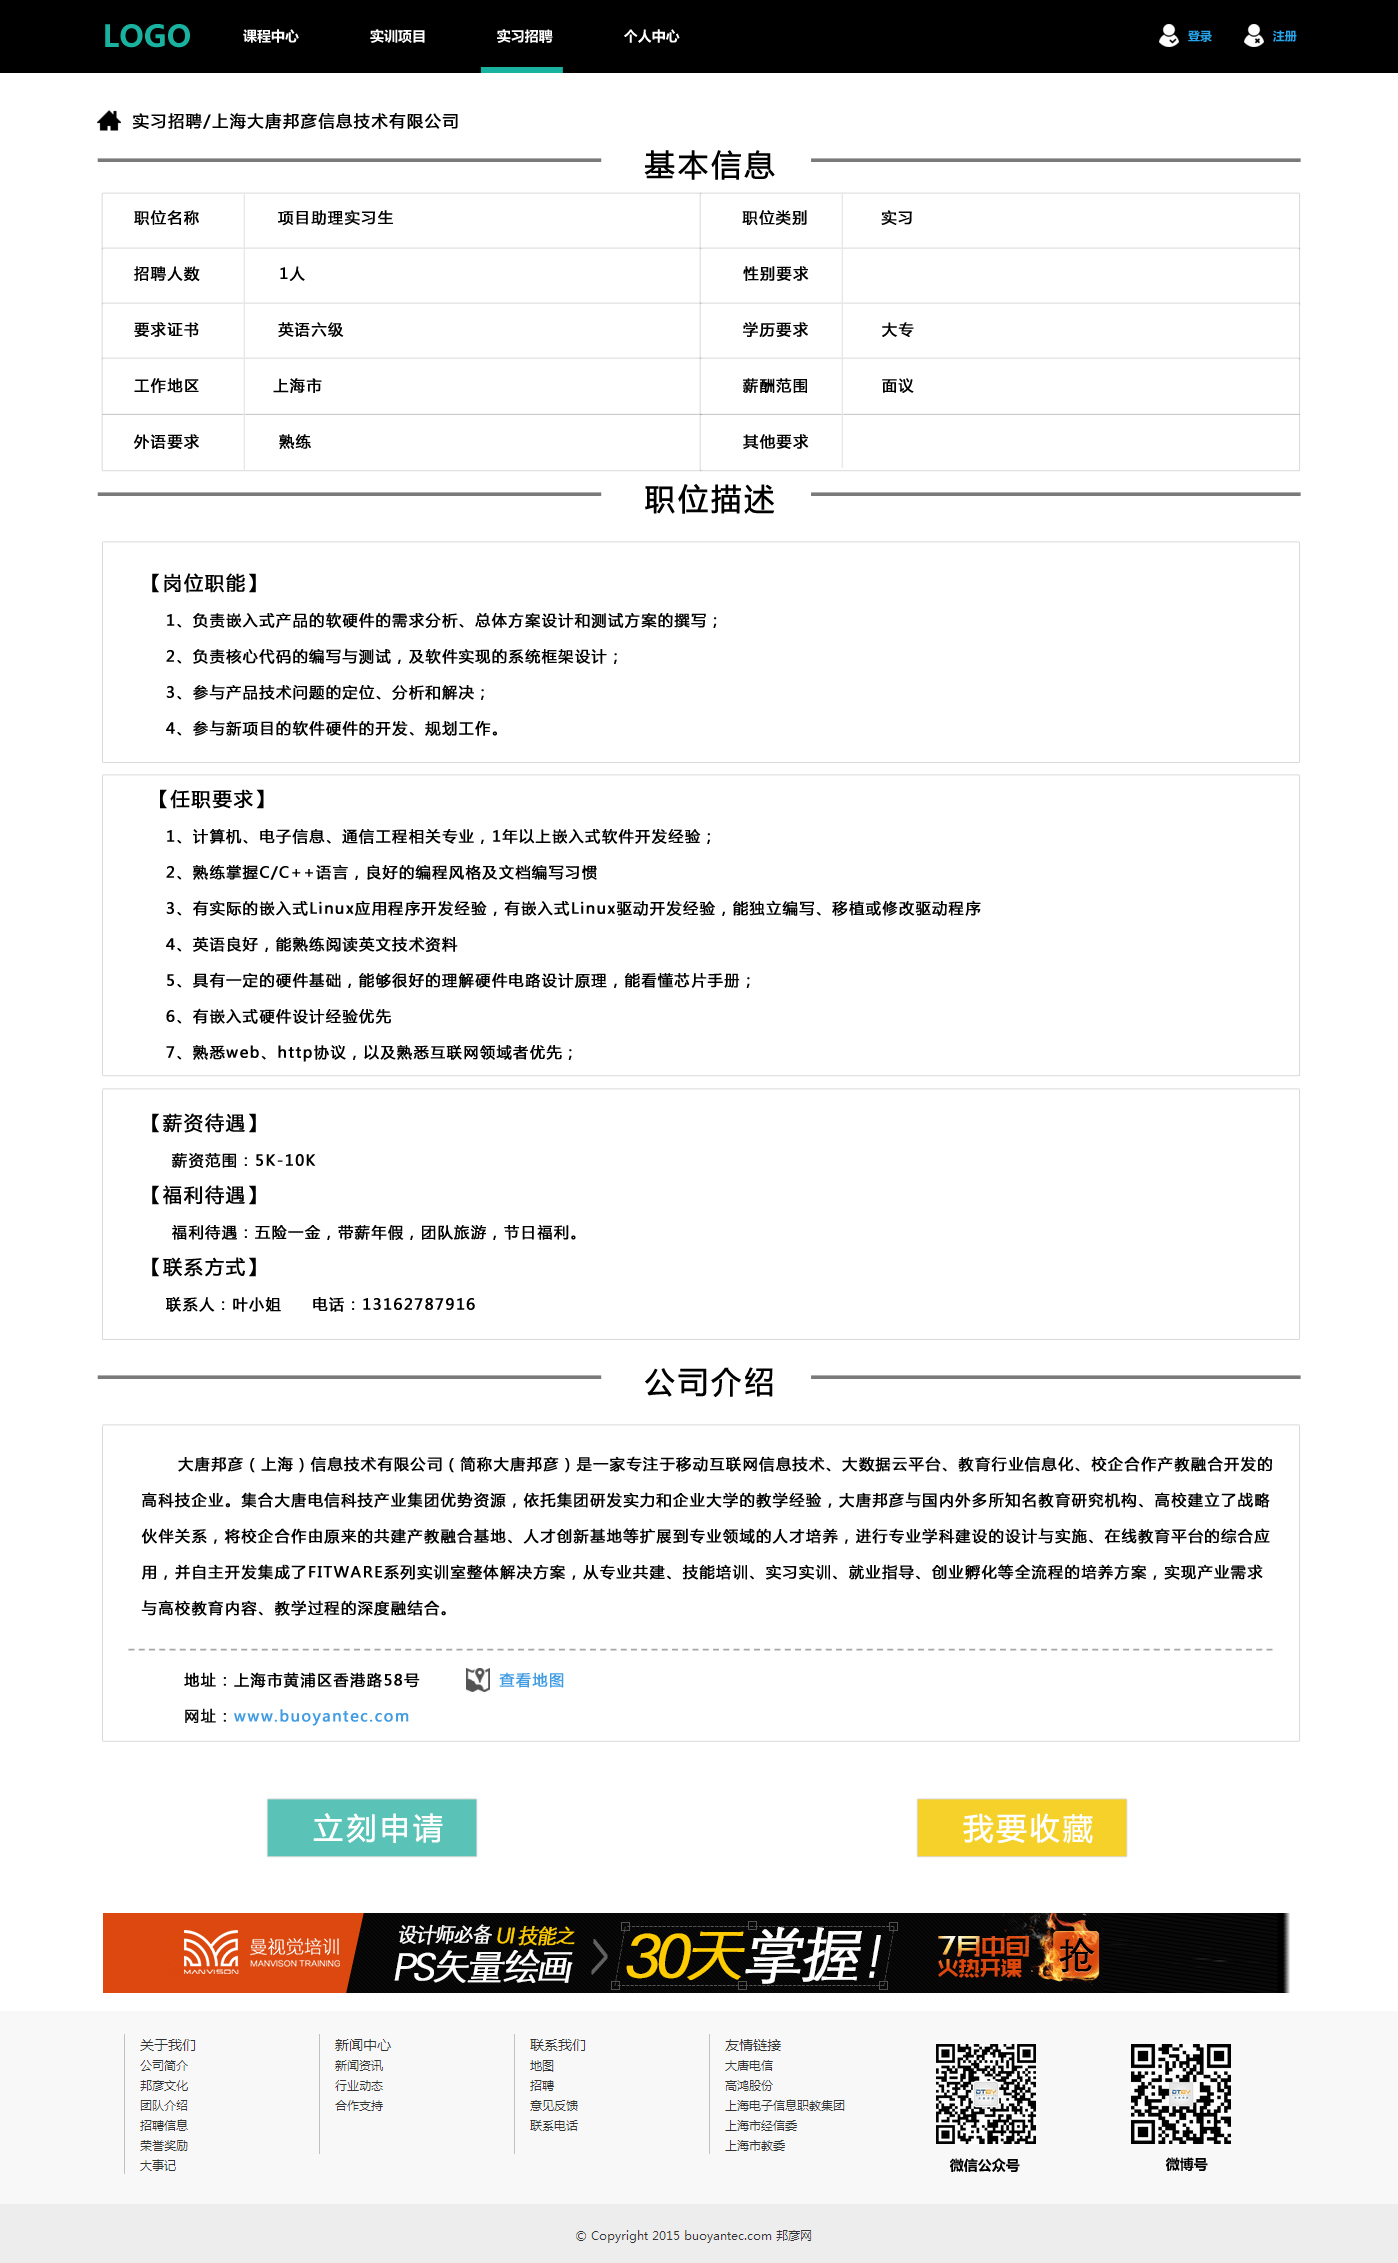 LOGO 课程中心 实训项目 实习招聘 个人中心 登录 注册
实习招聘/上海大唐邦彦信息技术有限公司
基本信息
职位名称 项目助理实习生 职位类别 实习
招聘人数 1人 性别要求
要求证书 英语六级 学历要求 大专
工作地区 上海市 薪酬范围 面议
外语要求 熟练 其他要求
职位描述
【岗位职能】
1、负责嵌入式产品的软硬件的需求分析、总体方案设计和测试方案的撰写；
2、负责核心代码的编写与测试，及软件实现的系统框架设计；
3、参与产品技术问题的定位、分析和解决；
4、参与新项目的软件硬件的开发、规划工作。
【任职要求】
1、计算机、电子信息、通信工程相关专业，1年以上嵌入式软件开发经验；
2、熟练掌握C/C++语言，良好的编程风格及文档编写习惯
3、有实际的嵌入式Linux应用程序开发经验，有嵌入式Linux驱动开发经验，能独立编写、移植或修改驱动程序
4、英语良好，能熟练阅读英文技术资料
5、具有一定的硬件基础，能够很好的理解硬件电路设计原理，能看懂芯片手册；
6、有嵌入式硬件设计经验优先
7、熟悉web、http协议，以及熟悉互联网领域者优先；
【薪资待遇】
薪资范围：5K-10K
【福利待遇】
福利待遇：五险一金，带薪年假，团队旅游，节日福利。
【联系方式】
联系人：叶小姐 电话：13162787916
公司介绍
大唐邦彦（上海）信息技术有限公司（简称大唐邦彦）是一家专注于移动互联网信息技术、大数据云平台、教育行业信息化、校企合作产教融合开发的
高科技企业。集合大唐电信科技产业集团优势资源，依托集团研发实力和企业大学的教学经验，大唐邦彦与国内外多所知名教育研究机构、高校建立了战略
伙伴关系，将校企合作由原来的共建产教融合基地、人才创新基地等扩展到专业领域的人才培养，进行专业学科建设的设计与实施、在线教育平台的综合应
用，并自主开发集成了FITWARE系列实训室整体解决方案，从专业共建、技能培训、实习实训、就业指导、创业孵化等全流程的培养方案，实现产业需求
与高校教育内容、教学过程的深度融结合。
地址：上海市黄浦区香港路58号 查看地图
网址：www.buoyantec.com
立刻申请 我要收藏
MANVISON
曼视觉培训
MANVISON TRAINING
设计师必备 UI 技能之
PS矢量绘画
30天掌握！
7月中旬
火热开课
抢
关于我们 新闻中心 联系我们 友情链接
公司简介 新闻资讯 地图 大唐电信
邦彦文化 行业动态 招聘 高鸿股份
团队介绍 合作支持 意见反馈 上海电子信息职教集团
招聘信息 联系电话 上海市经信委
荣誉奖励 上海市教委
大事记
微信公众号 微博号
© Copyright 2015 buoyantec.com 邦彦网